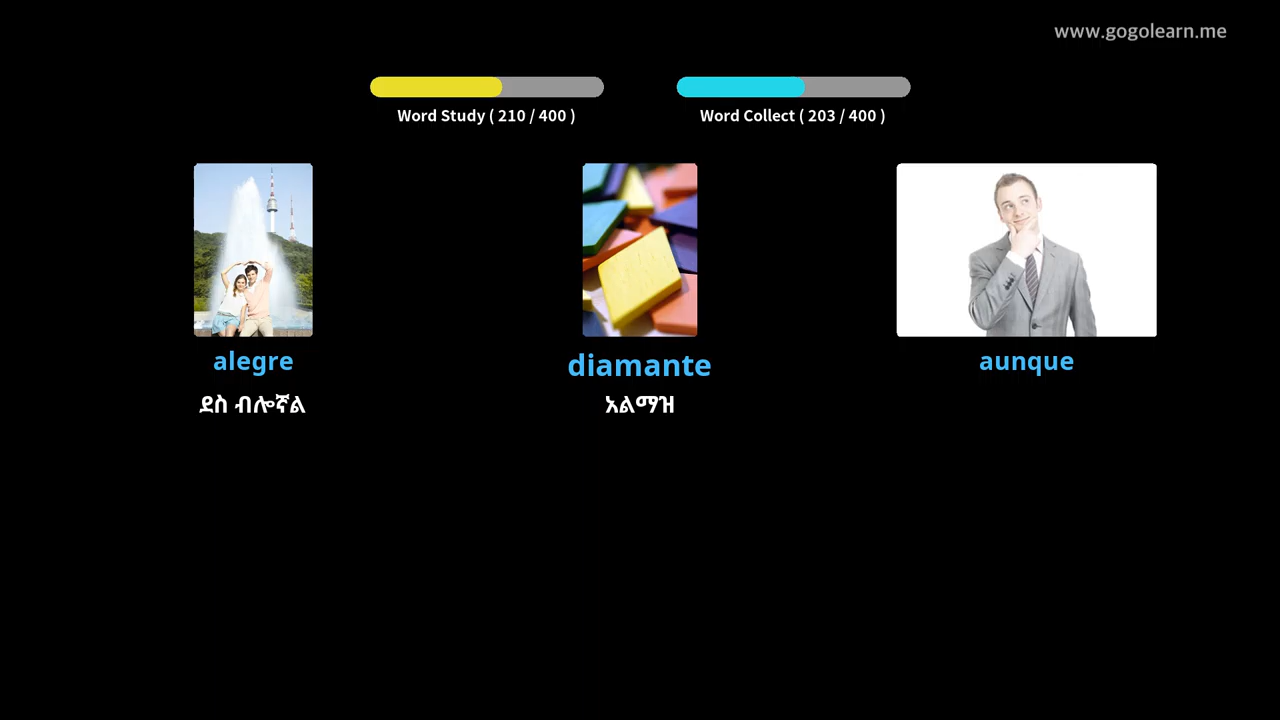 www.gogolearn.me
Word Study ( 210 / 400 )
Word Collect ( 203 / 400 )
alegre
diamante
aunque
ደስ ብሎኛል
አልማዝ